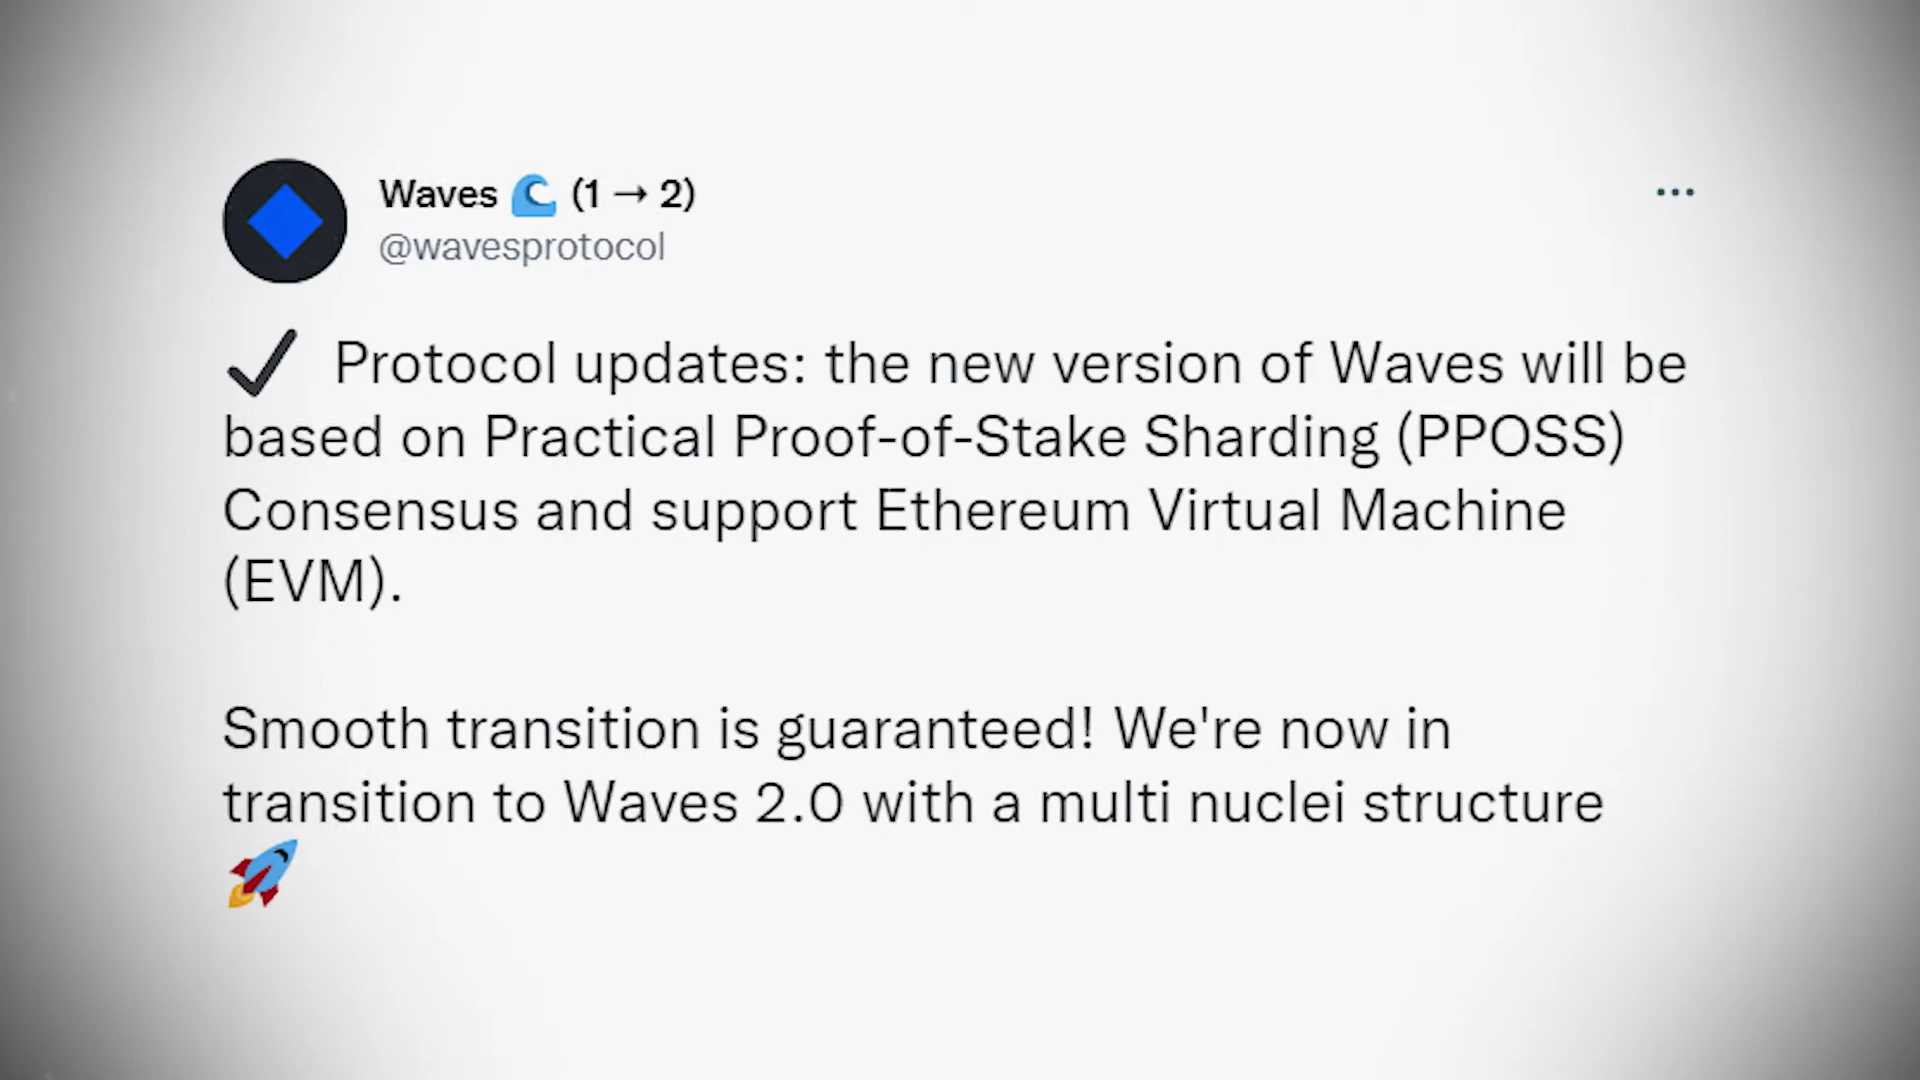 Waves 🌊 (1 → 2)
@wavesprotocol
✔ Protocol updates: the new version of Waves will be
based on Practical Proof-of-Stake Sharding (PPOSS)
Consensus and support Ethereum Virtual Machine
(EVM).
Smooth transition is guaranteed! We're now in
transition to Waves 2.0 with a multi nuclei structure
🚀